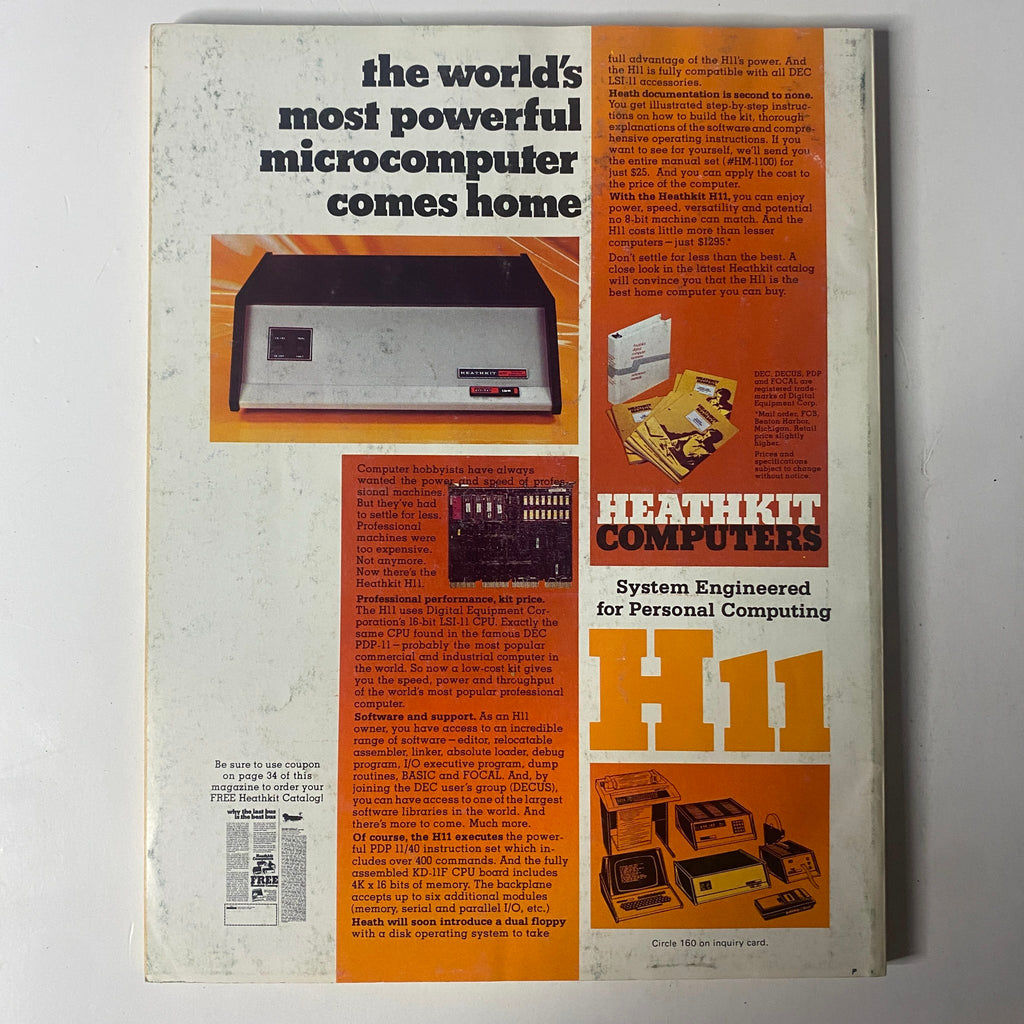 the world's
most powerful
microcomputer
comes home
HEATHKIT
Computer hobbyists have always
wanted the power and speed of profes-
sional machines.
But they've had
to settle for less.
Professional
machines were
too expensive.
Not anymore.
Now there's the
Heathkit H11.
Professional performance, kit price.
The H11 uses Digital Equipment Cor-
poration's 16-bit LSI-11 CPU. Exactly the
same CPU found in the famous DEC
PDP-11—probably the most popular
commercial and industrial computer in
the world. So now a low-cost kit gives
you the speed, power and throughput
of the world's most popular professional
computer.
Software and support. As an H11
owner, you have access to an incredible
range of software—editor, relocatable
assembler, linker, absolute loader, debug
program, I/O executive program, dump
routines, BASIC and FOCAL. And, by
joining the DEC user's group (DECUS),
you can have access to one of the largest
software libraries in the world. And
there's more to come. Much more.
Of course, the H11 executes the power-
ful PDP 11/40 instruction set which in-
cludes over 400 commands. And the fully
assembled KD-11F CPU board includes
4K x 16 bits of memory. The backplane
accepts up to six additional modules
(memory, serial and parallel I/O, etc.)
Heath will soon introduce a dual floppy
with a disk operating system to take
full advantage of the H11's power. And
the H11 is fully compatible with all DEC
LSI-11 accessories.
Heath documentation is second to none.
You get illustrated step-by-step instruc-
tions on how to build the kit, thorough
explanations of the software and compre-
hensive operating instructions. If you
want to see for yourself, we'll send you
the entire manual set (#HM-1100) for
just $25. And you can apply the cost to
the price of the computer.
With the Heathkit H11, you can enjoy
power, speed, versatility and potential
no 8-bit machine can match. And the
H11 costs little more than lesser
computers—just $1295.*
Don't settle for less than the best. A
close look in the latest Heathkit catalog
will convince you that the H11 is the
best home computer you can buy.
DEC, DECUS, PDP
and FOCAL are
registered trade-
marks of Digital
Equipment Corp.
*Mail order, FOB,
Benton Harbor,
Michigan. Retail
price slightly
higher.
Prices and
specifications
subject to change
without notice.
HEATHKIT
COMPUTERS
System Engineered
for Personal Computing
H11
Be sure to use coupon
on page 34 of this
magazine to order your
FREE Heathkit Catalog!
why the last bus
is the best bus
FREE
Circle 160 on inquiry card.
P